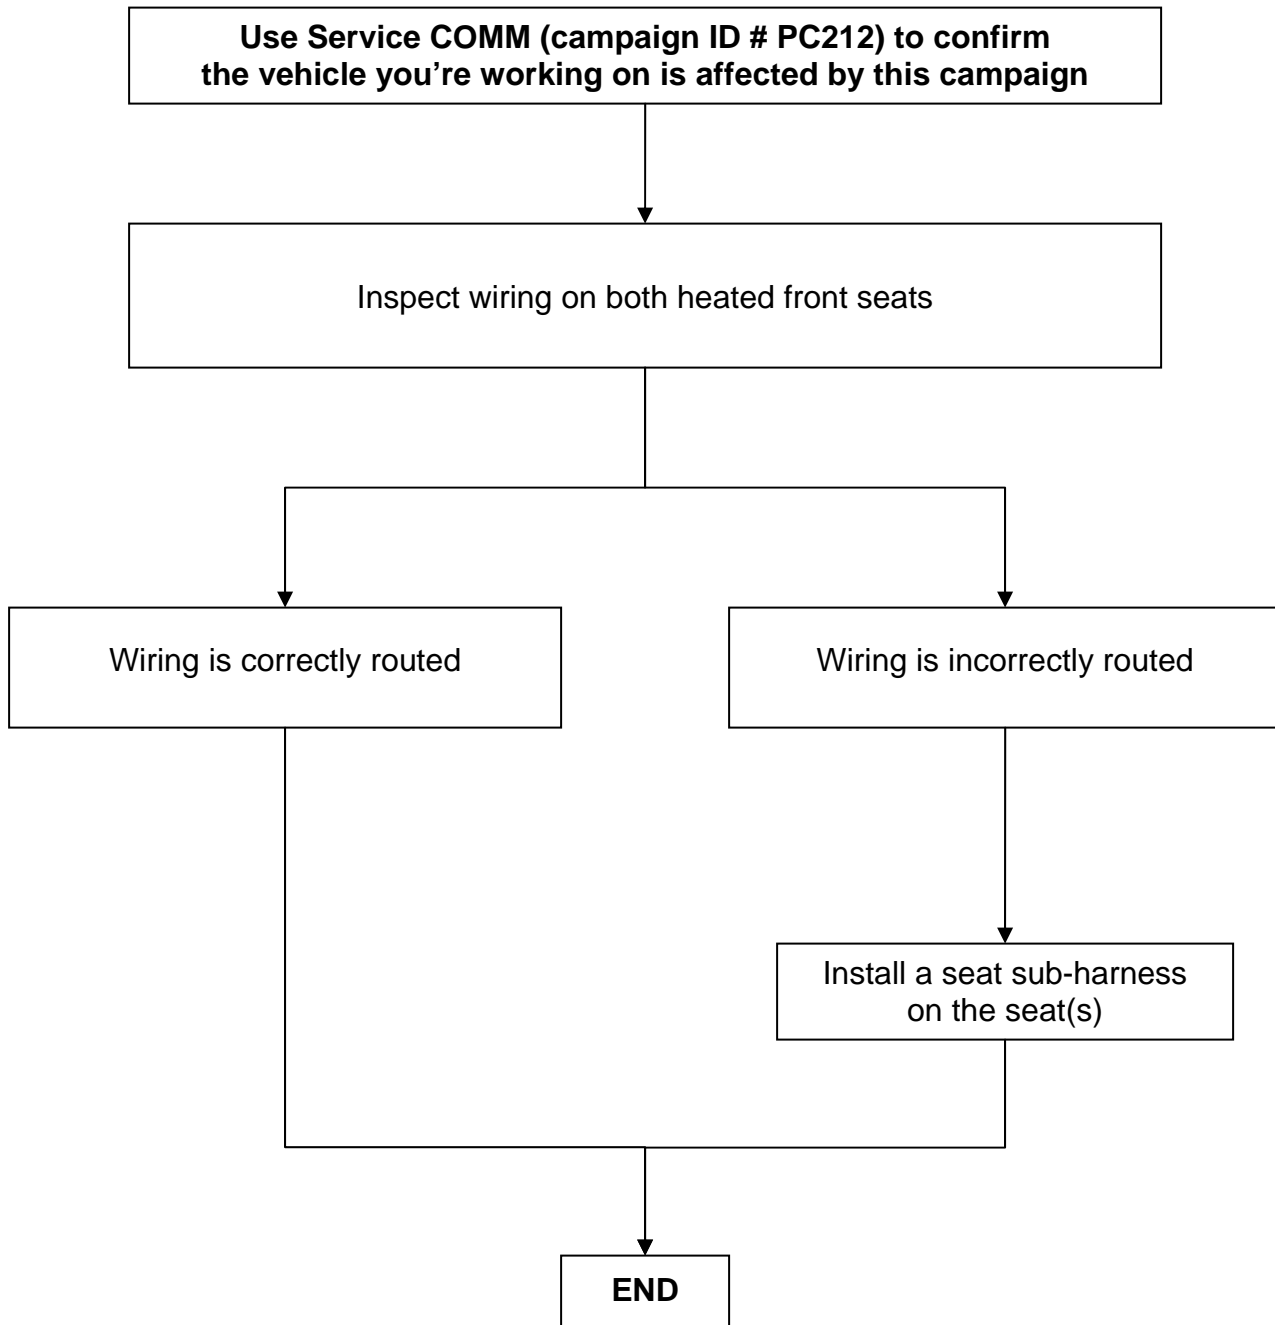 Use Service COMM (campaign ID # PC212) to confirm
the vehicle you’re working on is affected by this campaign
Inspect wiring on both heated front seats
Wiring is correctly routed
Wiring is incorrectly routed
Install a seat sub-harness
on the seat(s)
END